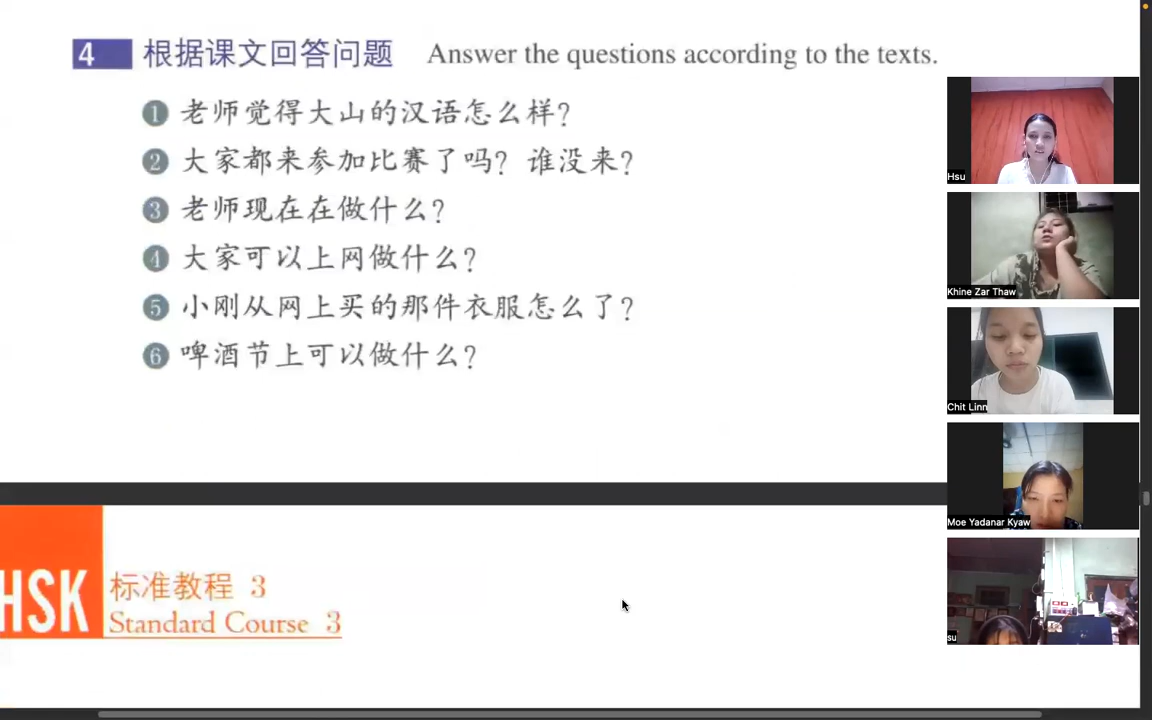 4 根据课文回答问题 Answer the questions according to the texts.
1 老师觉得大山的汉语怎么样?
2 大家都来参加比赛了吗? 谁没来?
3 老师现在在做什么?
4 大家可以上网做什么?
5 小刚从网上买的那件衣服怎么了?
6 啤酒节上可以做什么?
HSK 标准教程 3
Standard Course 3
Hsu
Khine Zar Thaw
Chit Linn
Moe Yadanar Kyaw
su